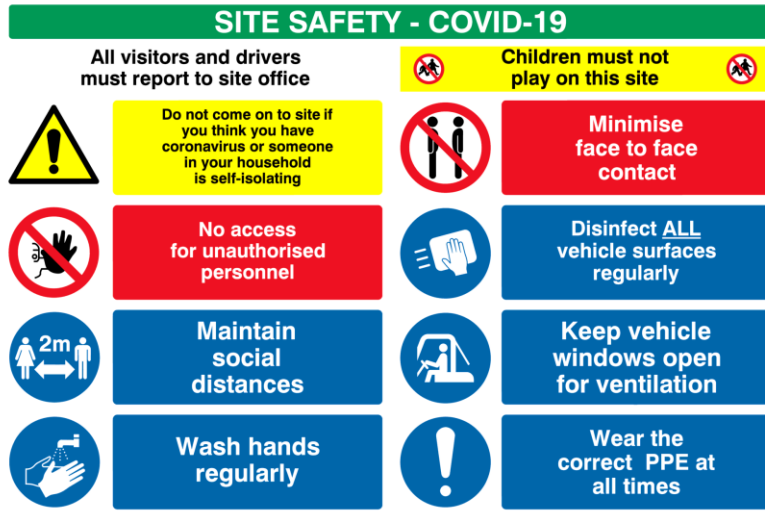 SITE SAFETY - COVID-19
All visitors and drivers
must report to site office
Children must not
play on this site
Do not come on to site if
you think you have
coronavirus or someone
in your household
is self-isolating
Minimise
face to face
contact
No access
for unauthorised
personnel
Disinfect ALL
vehicle surfaces
regularly
2m
Maintain
social
distances
Keep vehicle
windows open
for ventilation
Wash hands
regularly
Wear the
correct PPE at
all times